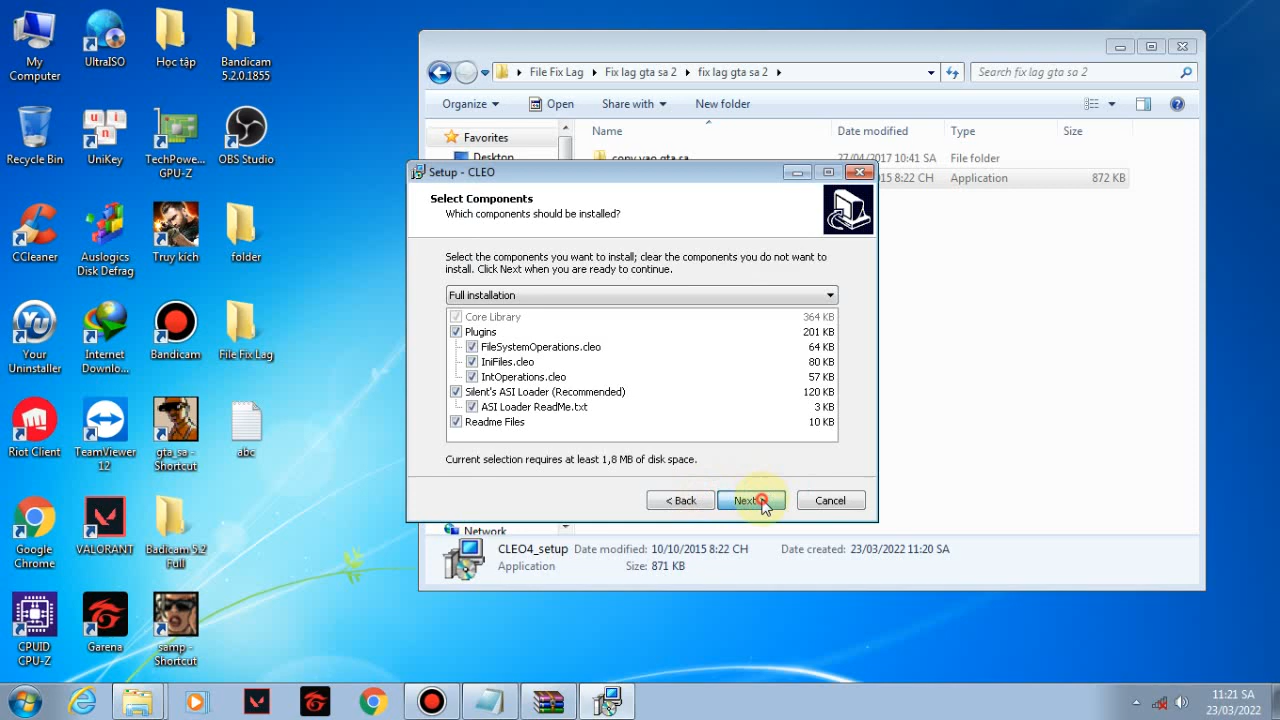 My Computer
UltraISO
Học tập
Bandicam 5.2.0.1855
Recycle Bin
UniKey
TechPowe... GPU-Z
OBS Studio
CCleaner
Auslogics Disk Defrag
Truy kich
folder
Your Uninstaller
Internet Downlo...
Bandicam
File Fix Lag
Riot Client
TeamViewer 12
gta_sa - Shortcut
abc
Google Chrome
VALORANT
Badicam 5.2 Full
CPUID CPU-Z
Garena
samp - Shortcut
File Fix Lag
Fix lag gta sa 2
fix lag gta sa 2
Search fix lag gta sa 2
Organize
Open
Share with
New folder
Favorites
Desktop
Name
Date modified
Type
Size
copy vao gta sa
27/04/2017 10:41 SA
File folder
8:22 CH
Application
872 KB
Setup - CLEO
Select Components
Which components should be installed?
Select the components you want to install; clear the components you do not want to
install. Click Next when you are ready to continue.
Full installation
Core Library 364 KB
Plugins 201 KB
FileSystemOperations.cleo 64 KB
IniFiles.cleo 80 KB
IntOperations.cleo 57 KB
Silent's ASI Loader (Recommended) 120 KB
ASI Loader ReadMe.txt 3 KB
Readme Files 10 KB
Current selection requires at least 1,8 MB of disk space.
< Back
Next
Cancel
Network
CLEO4_setup Date modified: 10/10/2015 8:22 CH Date created: 23/03/2022 11:20 SA
Application Size: 871 KB
11:21 SA
23/03/2022